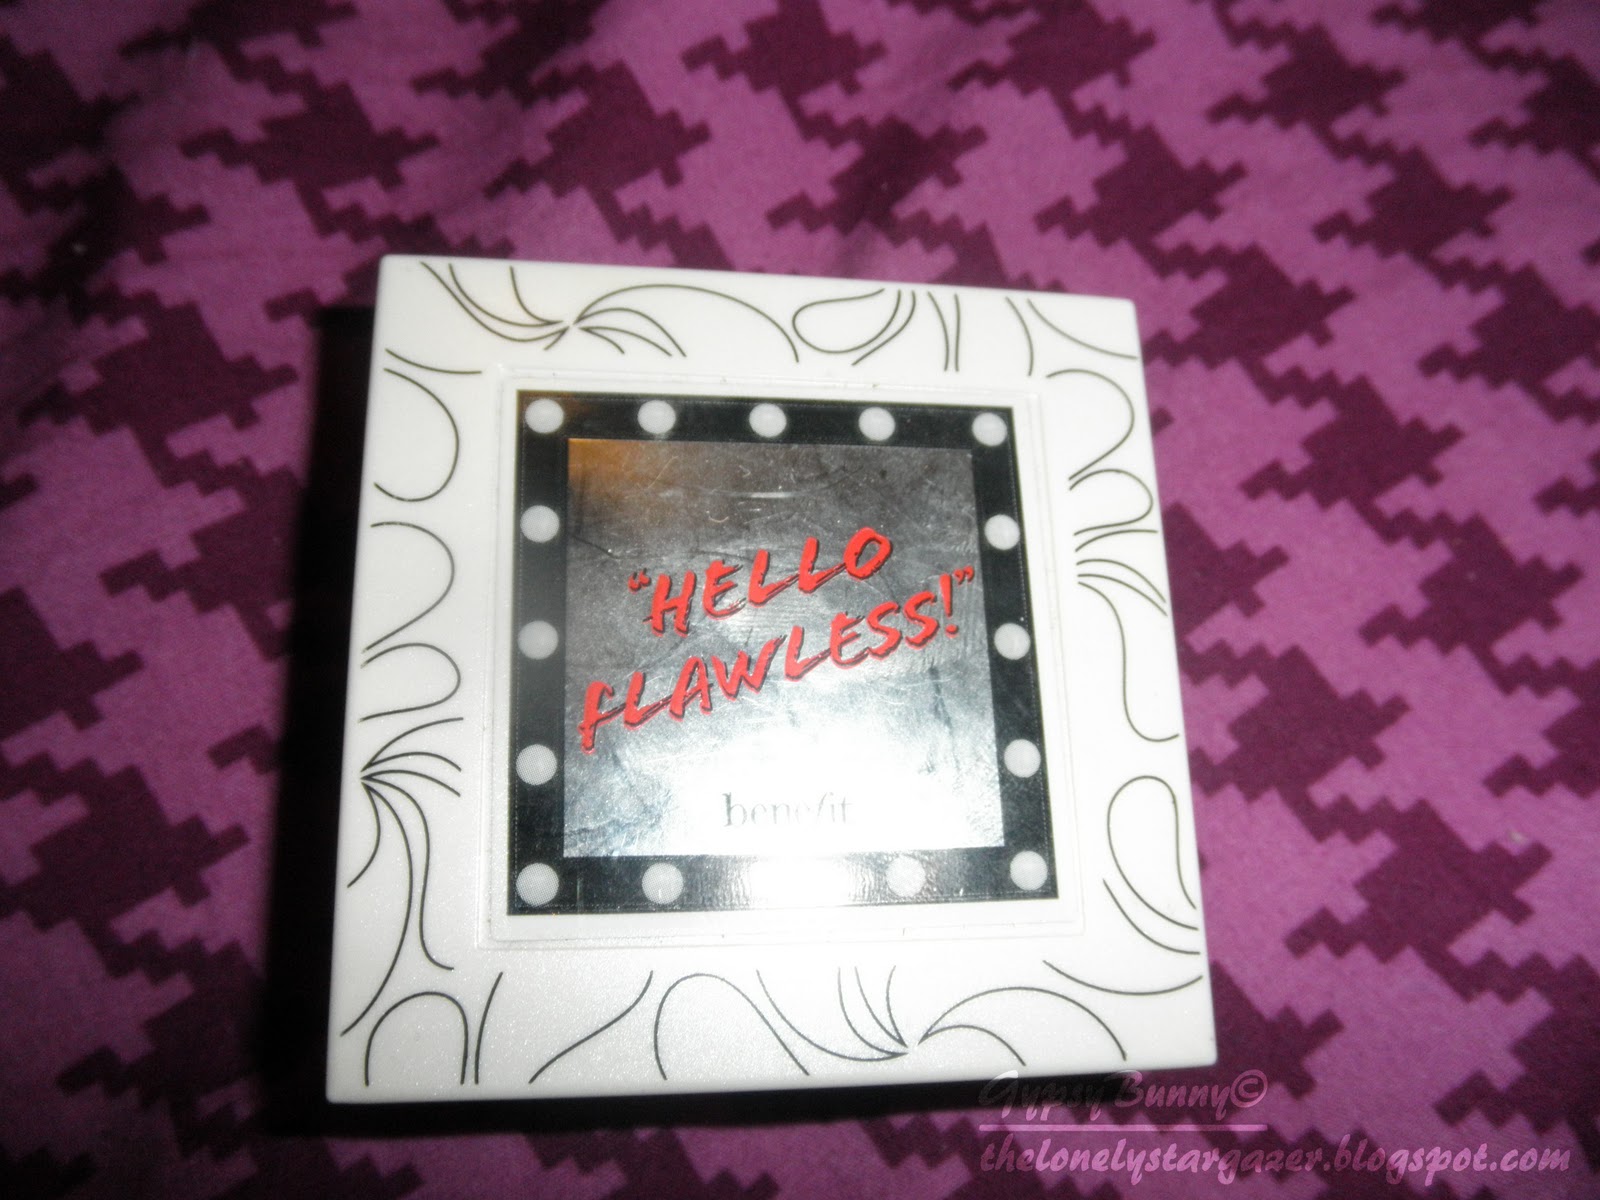 "HELLO
FLAWLESS!"
benefit
GypsyBunny©
thelonelystargazer.blogspot.com